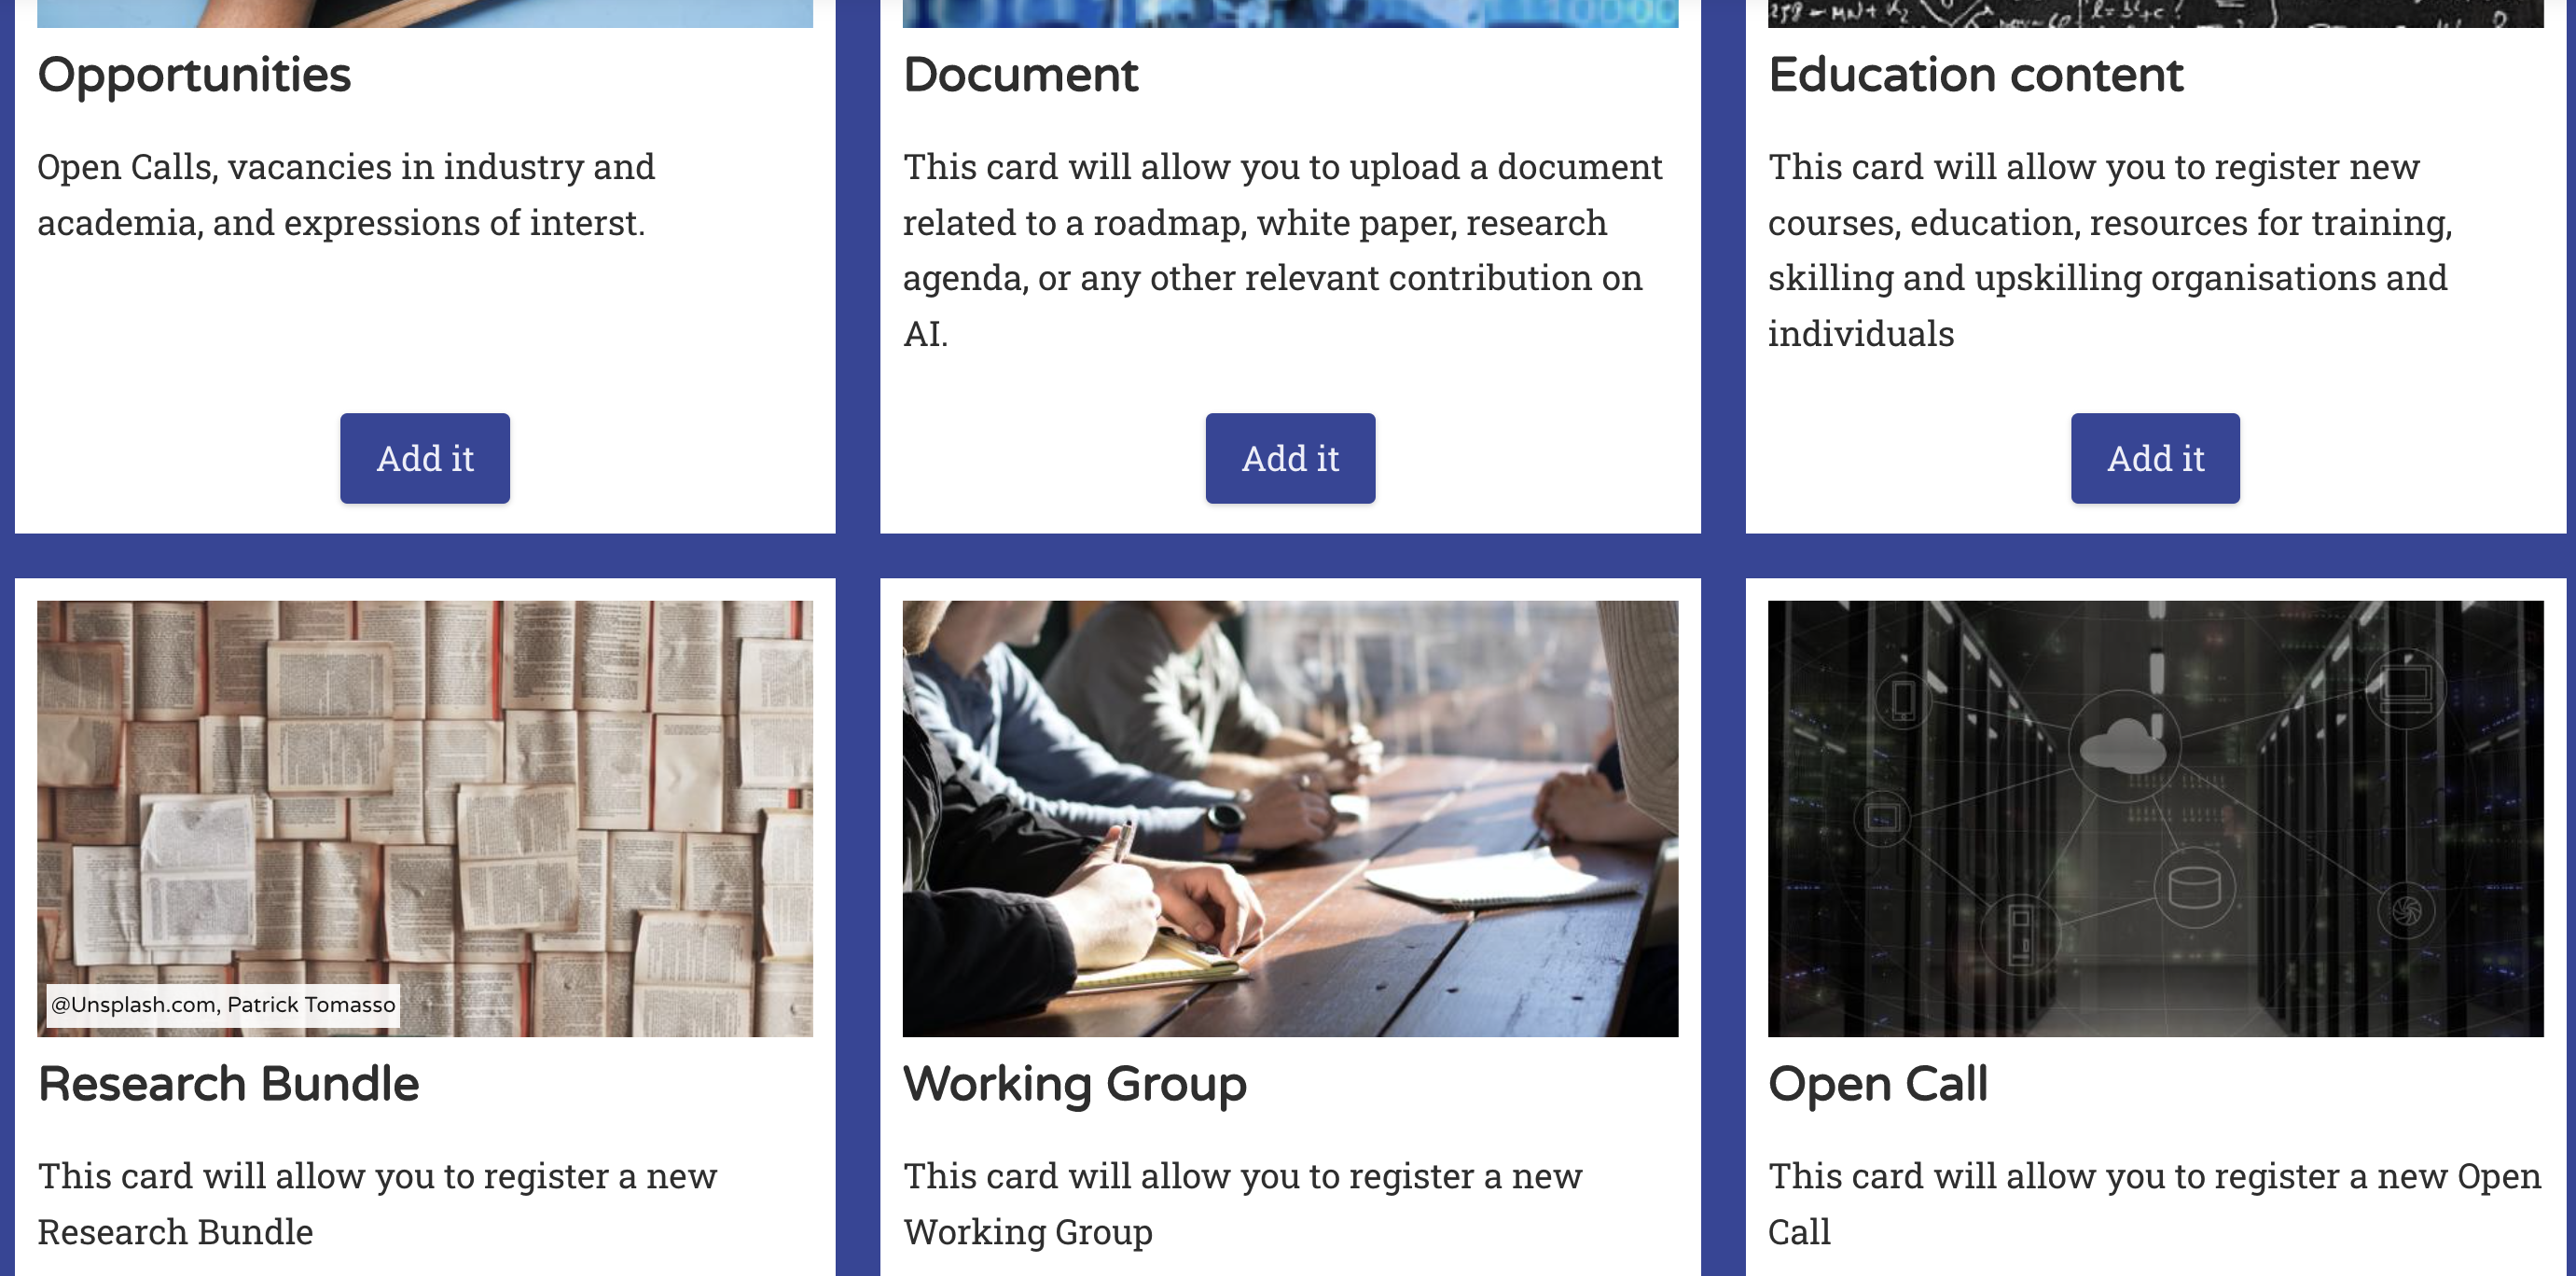 Opportunities
Open Calls, vacancies in industry and
academia, and expressions of interst.
Add it
Document
This card will allow you to upload a document
related to a roadmap, white paper, research
agenda, or any other relevant contribution on
AI.
Add it
Education content
This card will allow you to register new
courses, education, resources for training,
skilling and upskilling organisations and
individuals
Add it
@Unsplash.com, Patrick Tomasso
Research Bundle
This card will allow you to register a new
Research Bundle
Working Group
This card will allow you to register a new
Working Group
Open Call
This card will allow you to register a new Open
Call